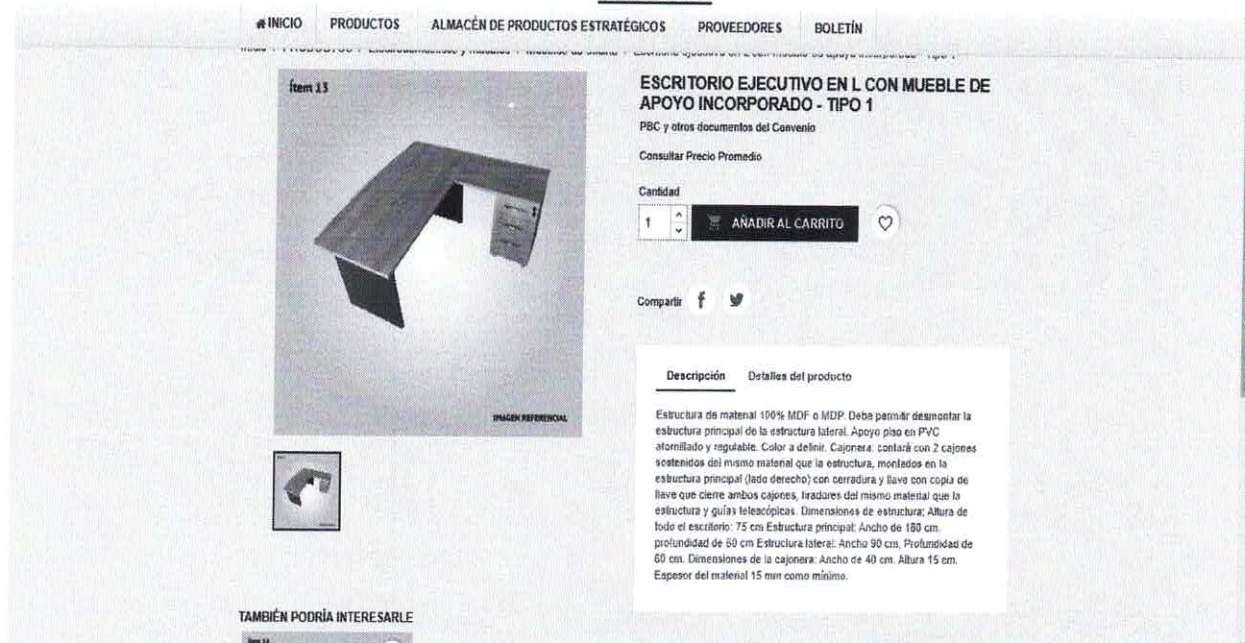 INICIO PRODUCTOS ALMACÉN DE PRODUCTOS ESTRATÉGICOS PROVEEDORES BOLETÍN
Ítem 13
IMAGEN REFERENCIAL
ESCRITORIO EJECUTIVO EN L CON MUEBLE DE
APOYO INCORPORADO - TIPO 1
PBC y otros documentos del Convenio
Consultar Precio Promedio
Cantidad
1 AÑADIR AL CARRITO
Compartir
Descripción Detalles del producto
Estructura de material 100% MDF o MDP. Debe permitir desmontar la
estructura principal de la estructura lateral. Apoyo piso en PVC
atornillado y regulable. Color a definir. Cajonera: contará con 2 cajones
sostenidos del mismo material que la estructura, montados en la
estructura principal (lado derecho) con cerradura y llave con copia de
llave que cierre ambos cajones, tiradores del mismo material que la
estructura y guías telescópicas. Dimensiones de estructura: Altura de
todo el escritorio: 75 cm Estructura principal: Ancho de 160 cm.
profundidad de 60 cm Estructura lateral: Ancho 90 cm, Profundidad de
60 cm. Dimensiones de la cajonera: Ancho de 40 cm. Altura 15 cm.
Espesor del material 15 mm como mínimo.
TAMBIÉN PODRÍA INTERESARLE